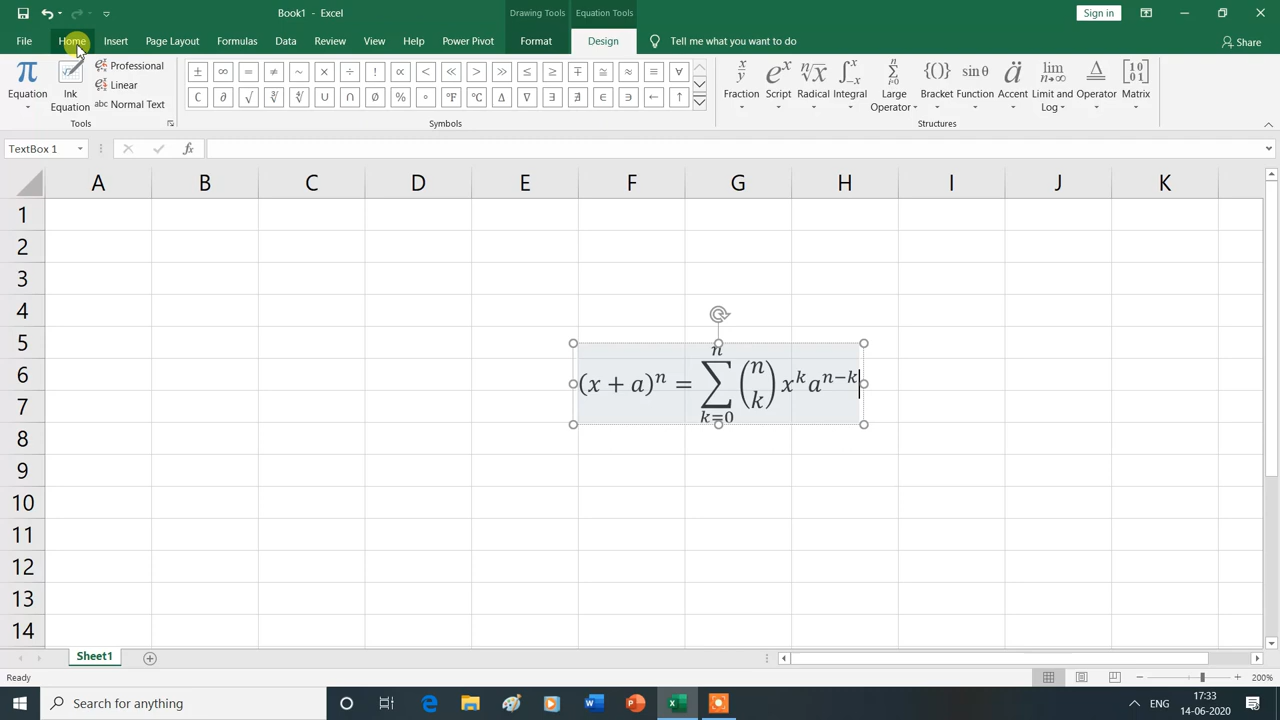 Book1 - Excel
Drawing Tools
Equation Tools
Sign in
File Home Insert Page Layout Formulas Data Review View Help Power Pivot Format Design Tell me what you want to do Share
π Equation
Ink Equation
Professional
Linear
abc Normal Text
Tools
± ∞ = ≠ ~ × ÷ ! ∝ < ≪ > ≫ ≤ ≥ ∓ ≅ ≈ ≡ ∀
∁ ∂ √ ∛ ∜ ∪ ∩ ∅ % ° °F °C ∆ ∇ ∃ ∄ ∈ ∋ ← ↑
Symbols
Fraction Script Radical Integral Large Operator Bracket Function Accent Limit and Log Operator Matrix
Structures
TextBox 1
fx
A B C D E F G H I J K
1
2
3
4
5
6
7
8
9
10
11
12
13
14
(x + a)^n = ∑_{k=0}^{n} (n k) x^k a^{n−k}
Sheet1
Ready
200%
Search for anything
ENG
17:33
14-06-2020